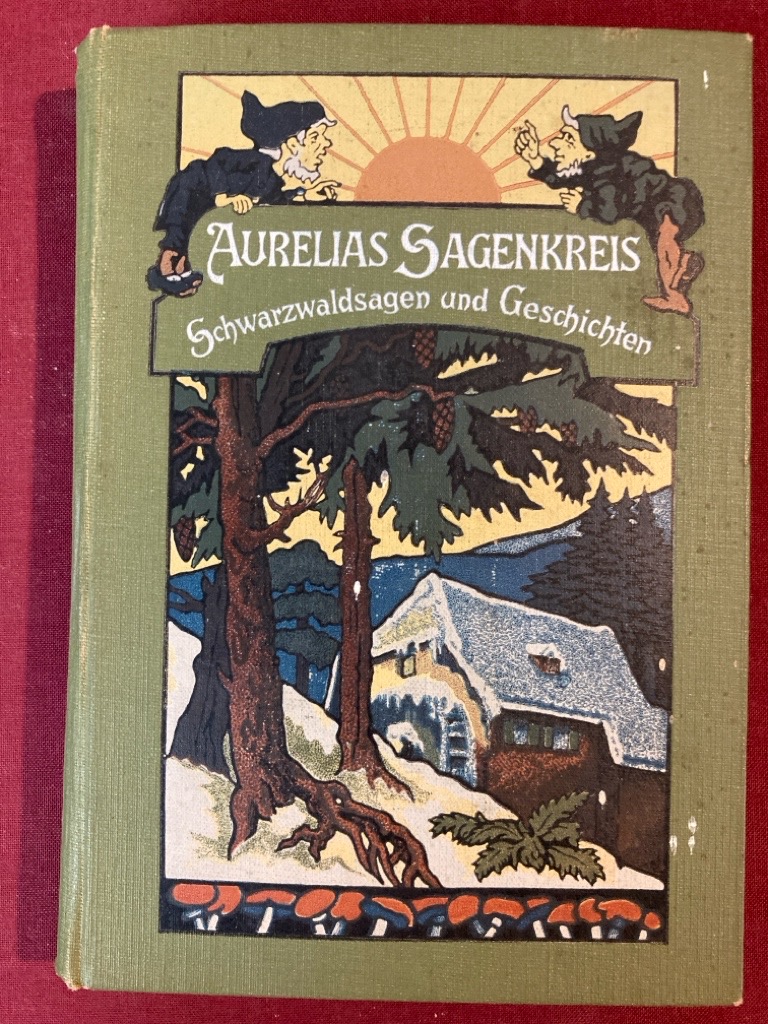 AURELIAS SAGENKREIS
Schwarzwaldsagen und Geschichten